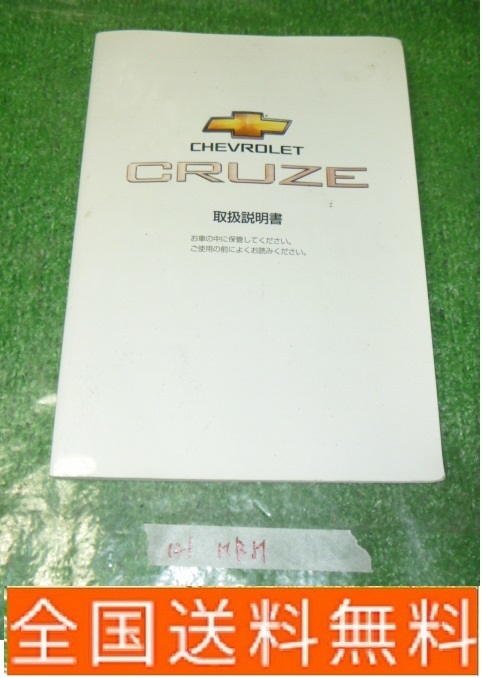 CHEVROLET
CRUZE
取扱説明書
お車の中に保管してください。
ご使用の前によくお読みください。
全国送料無料